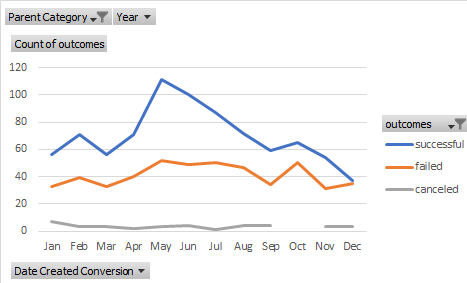 Parent Category Year
Count of outcomes
120
100
80
60
40
20
0
Jan Feb Mar Apr May Jun Jul Aug Sep Oct Nov Dec
outcomes
successful
failed
canceled
Date Created Conversion